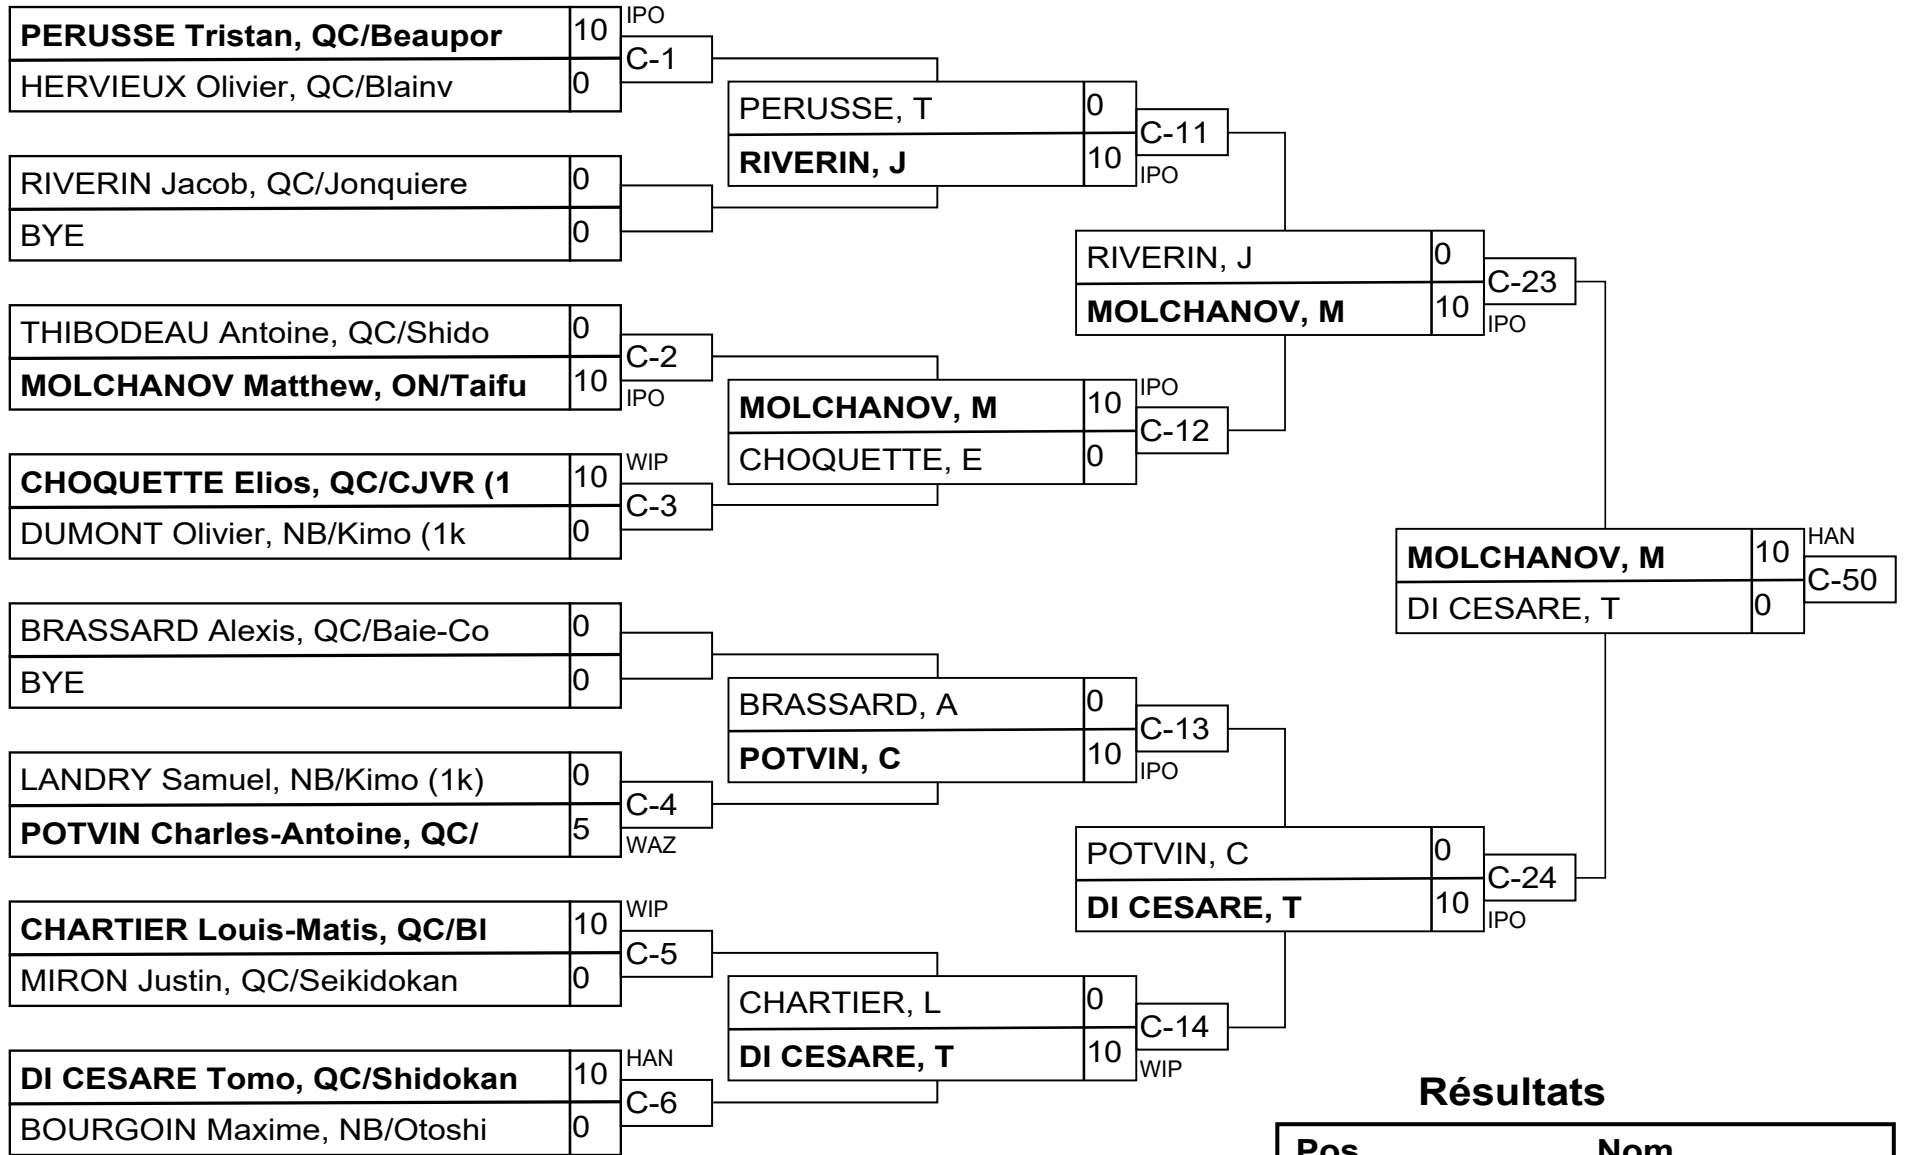 PERUSSE Tristan, QC/Beaupor 10 IPO
C-1
HERVIEUX Olivier, QC/Blainv 0
RIVERIN Jacob, QC/Jonquiere 0
BYE 0
THIBODEAU Antoine, QC/Shido 0
C-2
MOLCHANOV Matthew, ON/Taifu 10 IPO
CHOQUETTE Elios, QC/CJVR (1 10 WIP
C-3
DUMONT Olivier, NB/Kimo (1k 0
BRASSARD Alexis, QC/Baie-Co 0
BYE 0
LANDRY Samuel, NB/Kimo (1k) 0
C-4
POTVIN Charles-Antoine, QC/ 5 WAZ
CHARTIER Louis-Matis, QC/Bl 10 WIP
C-5
MIRON Justin, QC/Seikidokan 0
DI CESARE Tomo, QC/Shidokan 10 HAN
C-6
BOURGOIN Maxime, NB/Otoshi 0
PERUSSE, T 0
C-11
RIVERIN, J 10 IPO
MOLCHANOV, M 10 IPO
C-12
CHOQUETTE, E 0
BRASSARD, A 0
C-13
POTVIN, C 10 IPO
CHARTIER, L 0
C-14
DI CESARE, T 10 WIP
RIVERIN, J 0
C-23
MOLCHANOV, M 10 IPO
POTVIN, C 0
C-24
DI CESARE, T 10 IPO
MOLCHANOV, M 10 HAN
C-50
DI CESARE, T 0
Résultats
Pos Nom